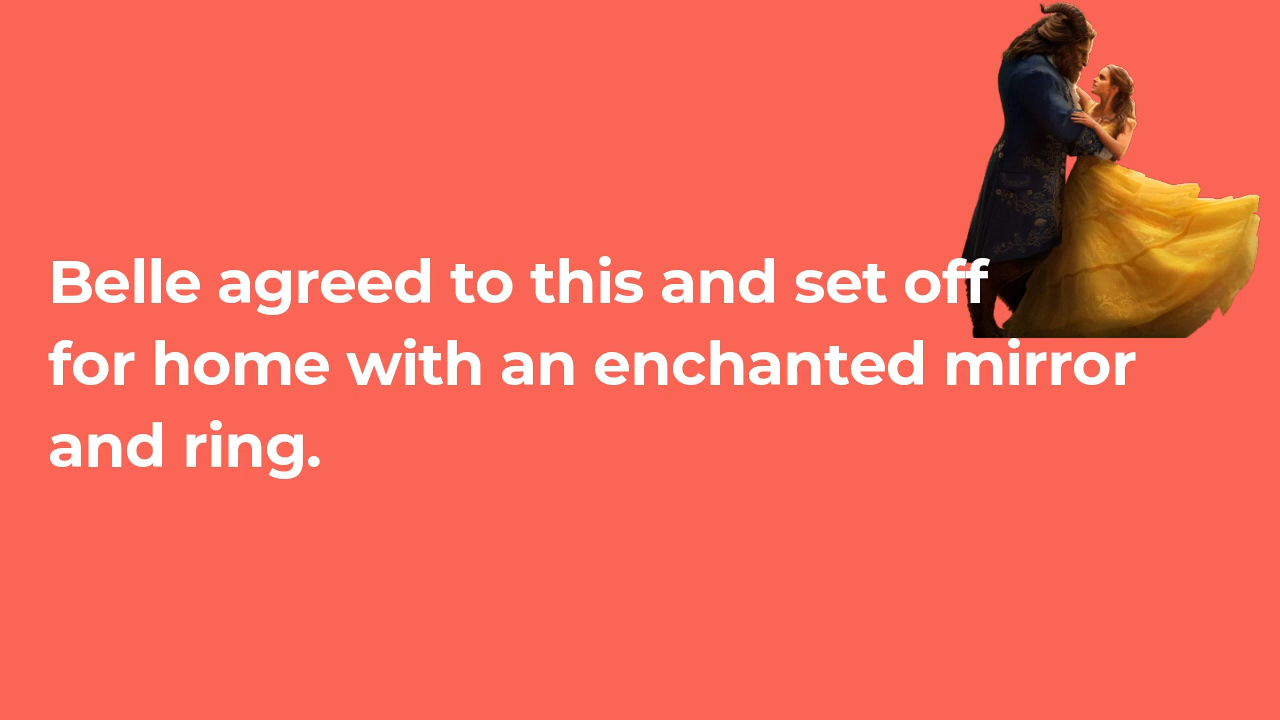 Belle agreed to this and set off
for home with an enchanted mirror
and ring.